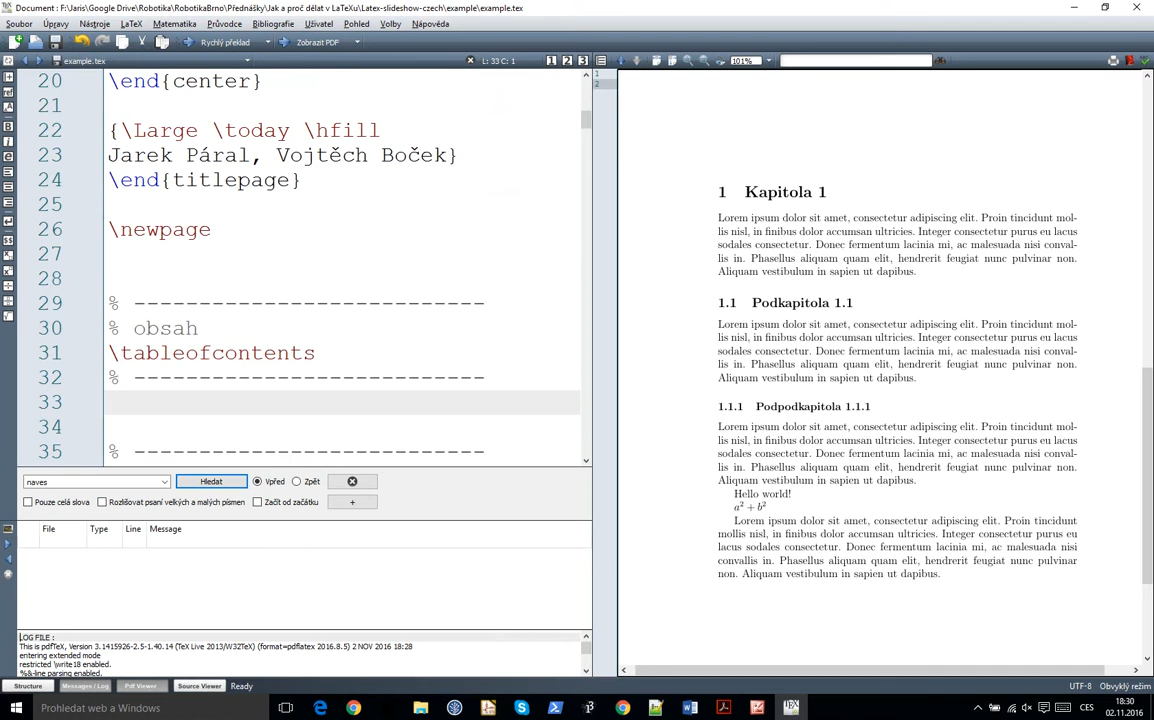 Document : F:/Jaris/Google Drive/Robotika/RobotikaBrno/Přednášky/Jak a proč dělat v LaTeXu/Latex-slideshow-czech/example/example.tex
Soubor Úpravy Nástroje LaTeX Matematika Průvodce Bibliografie Uživatel Pohled Volby Nápověda
Rychlý překlad Zobrazit PDF
example.tex L: 33 C: 1 1 2 3 101%
20 \end{center}
21
22 {\Large \today \hfill
23 Jarek Páral, Vojtěch Boček}
24 \end{titlepage}
25
26 \newpage
27
28
29 % ---------------------------
30 % obsah
31 \tableofcontents
32 % ---------------------------
33
34
35 % ---------------------------
naves Hledat Vpřed Zpět
Pouze celá slova Rozlišovat psaní velkých a malých písmen Začít od začátku +
File Type Line Message
LOG FILE :
This is pdfTeX, Version 3.1415926-2.5-1.40.14 (TeX Live 2013/W32TeX) (format=pdflatex 2016.8.5) 2 NOV 2016 18:28
entering extended mode
restricted \write18 enabled.
%&-line parsing enabled.
1
2
1 Kapitola 1
Lorem ipsum dolor sit amet, consectetur adipiscing elit. Proin tincidunt mol-
lis nisl, in finibus dolor accumsan ultricies. Integer consectetur purus eu lacus
sodales consectetur. Donec fermentum lacinia mi, ac malesuada nisi conval-
lis in. Phasellus aliquam quam elit, hendrerit feugiat nunc pulvinar non.
Aliquam vestibulum in sapien ut dapibus.
1.1 Podkapitola 1.1
Lorem ipsum dolor sit amet, consectetur adipiscing elit. Proin tincidunt mol-
lis nisl, in finibus dolor accumsan ultricies. Integer consectetur purus eu lacus
sodales consectetur. Donec fermentum lacinia mi, ac malesuada nisi conval-
lis in. Phasellus aliquam quam elit, hendrerit feugiat nunc pulvinar non.
Aliquam vestibulum in sapien ut dapibus.
1.1.1 Podpodkapitola 1.1.1
Lorem ipsum dolor sit amet, consectetur adipiscing elit. Proin tincidunt mol-
lis nisl, in finibus dolor accumsan ultricies. Integer consectetur purus eu lacus
sodales consectetur. Donec fermentum lacinia mi, ac malesuada nisi conval-
lis in. Phasellus aliquam quam elit, hendrerit feugiat nunc pulvinar non.
Aliquam vestibulum in sapien ut dapibus.
Hello world!
a² + b²
Lorem ipsum dolor sit amet, consectetur adipiscing elit. Proin tincidunt
mollis nisl, in finibus dolor accumsan ultricies. Integer consectetur purus eu
lacus sodales consectetur. Donec fermentum lacinia mi, ac malesuada nisi
convallis in. Phasellus aliquam quam elit, hendrerit feugiat nunc pulvinar
non. Aliquam vestibulum in sapien ut dapibus.
Structure Messages / Log Pdf Viewer Source Viewer Ready UTF-8 Obvyklý režim
Prohledat web a Windows CES 18:30
02.11.2016